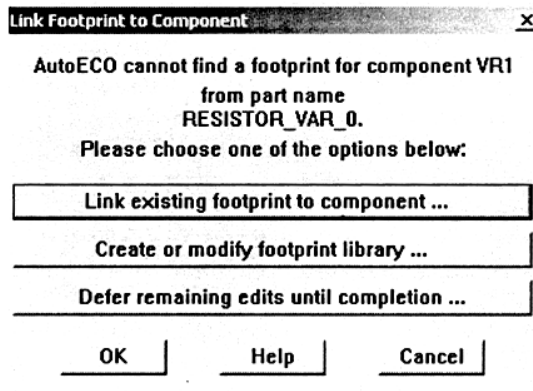 Link Footprint to Component
AutoECO cannot find a footprint for component VR1
from part name
RESISTOR_VAR_0.
Please choose one of the options below:
Link existing footprint to component ...
Create or modify footprint library ...
Defer remaining edits until completion ...
OK Help Cancel